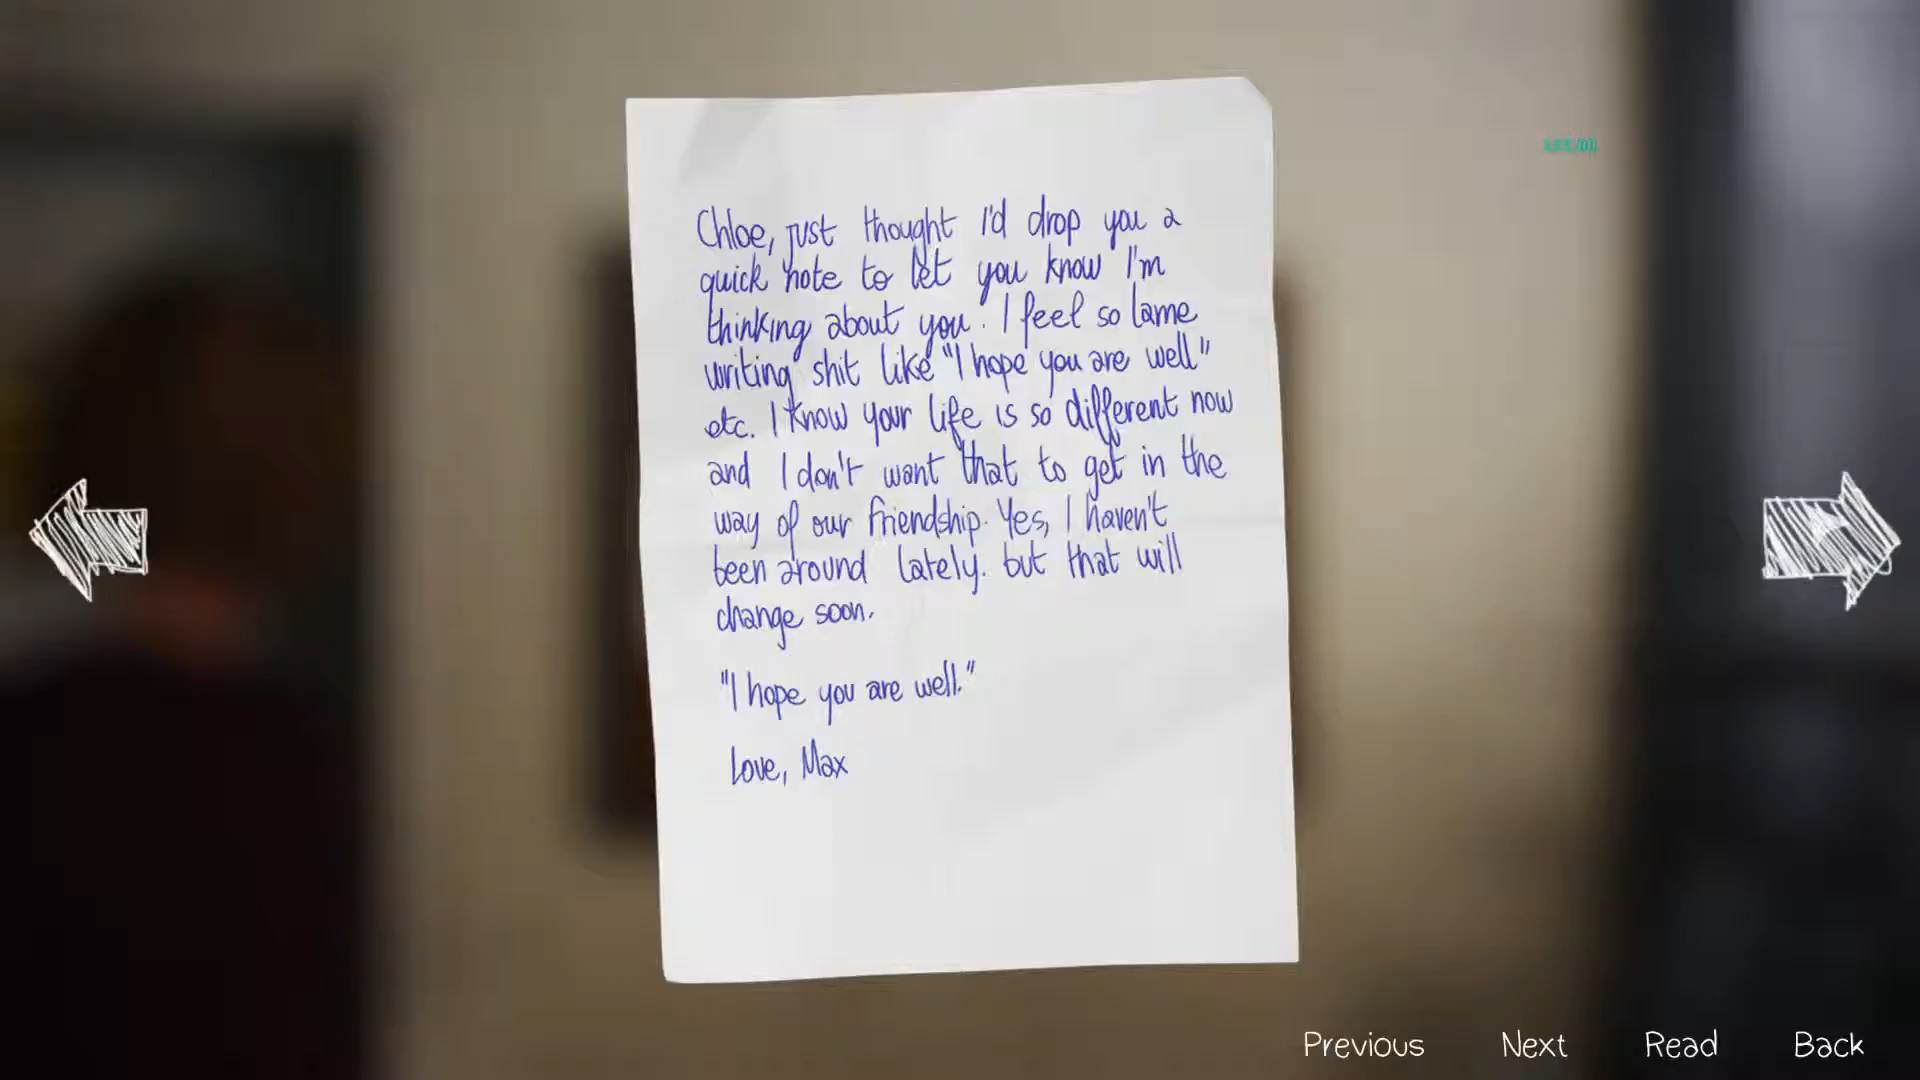 Chloe, just thought I'd drop you a
quick note to let you know I'm
thinking about you. I feel so lame
writing shit like "I hope you are well"
etc. I know your life is so different now
and I don't want that to get in the
way of our friendship. Yes, I haven't
been around lately. but that will
change soon.
"I hope you are well."
Love, Max
Previous Next Read Back